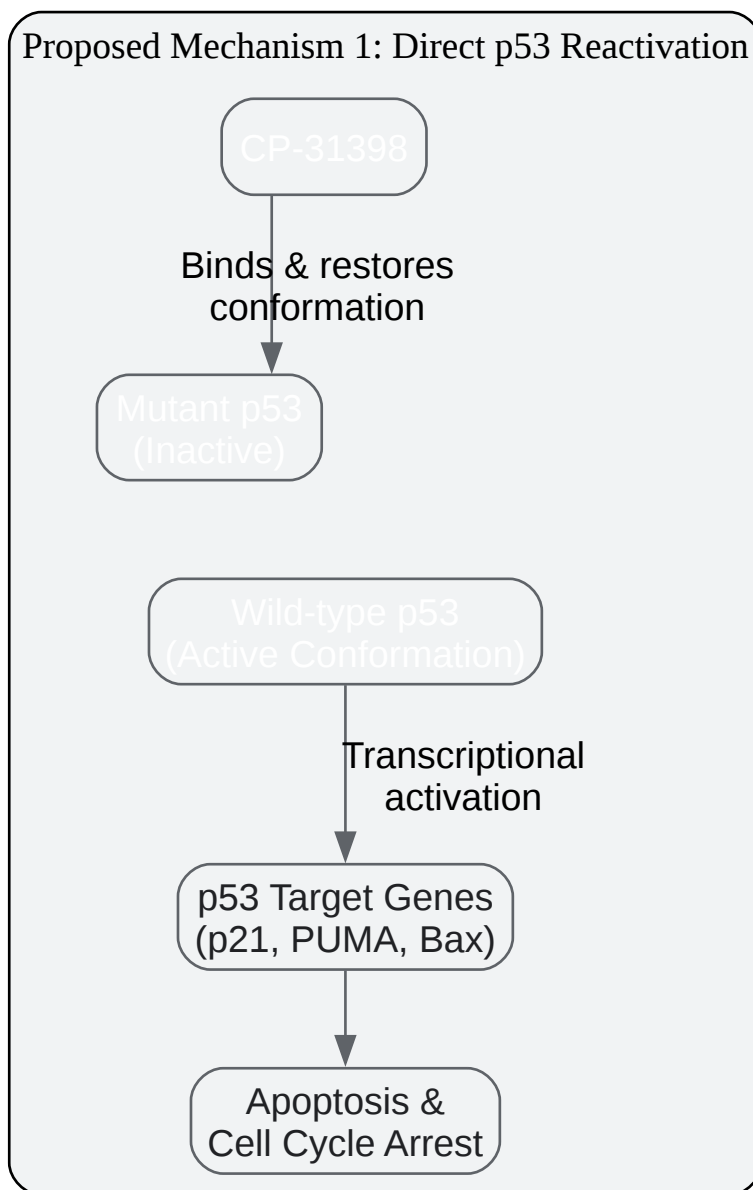 Proposed Mechanism 1: Direct p53 Reactivation
CP-31398
Binds & restores
conformation
Mutant p53
(Inactive)
Wild-type p53
(Active Conformation)
Transcriptional
activation
p53 Target Genes
(p21, PUMA, Bax)
Apoptosis &
Cell Cycle Arrest